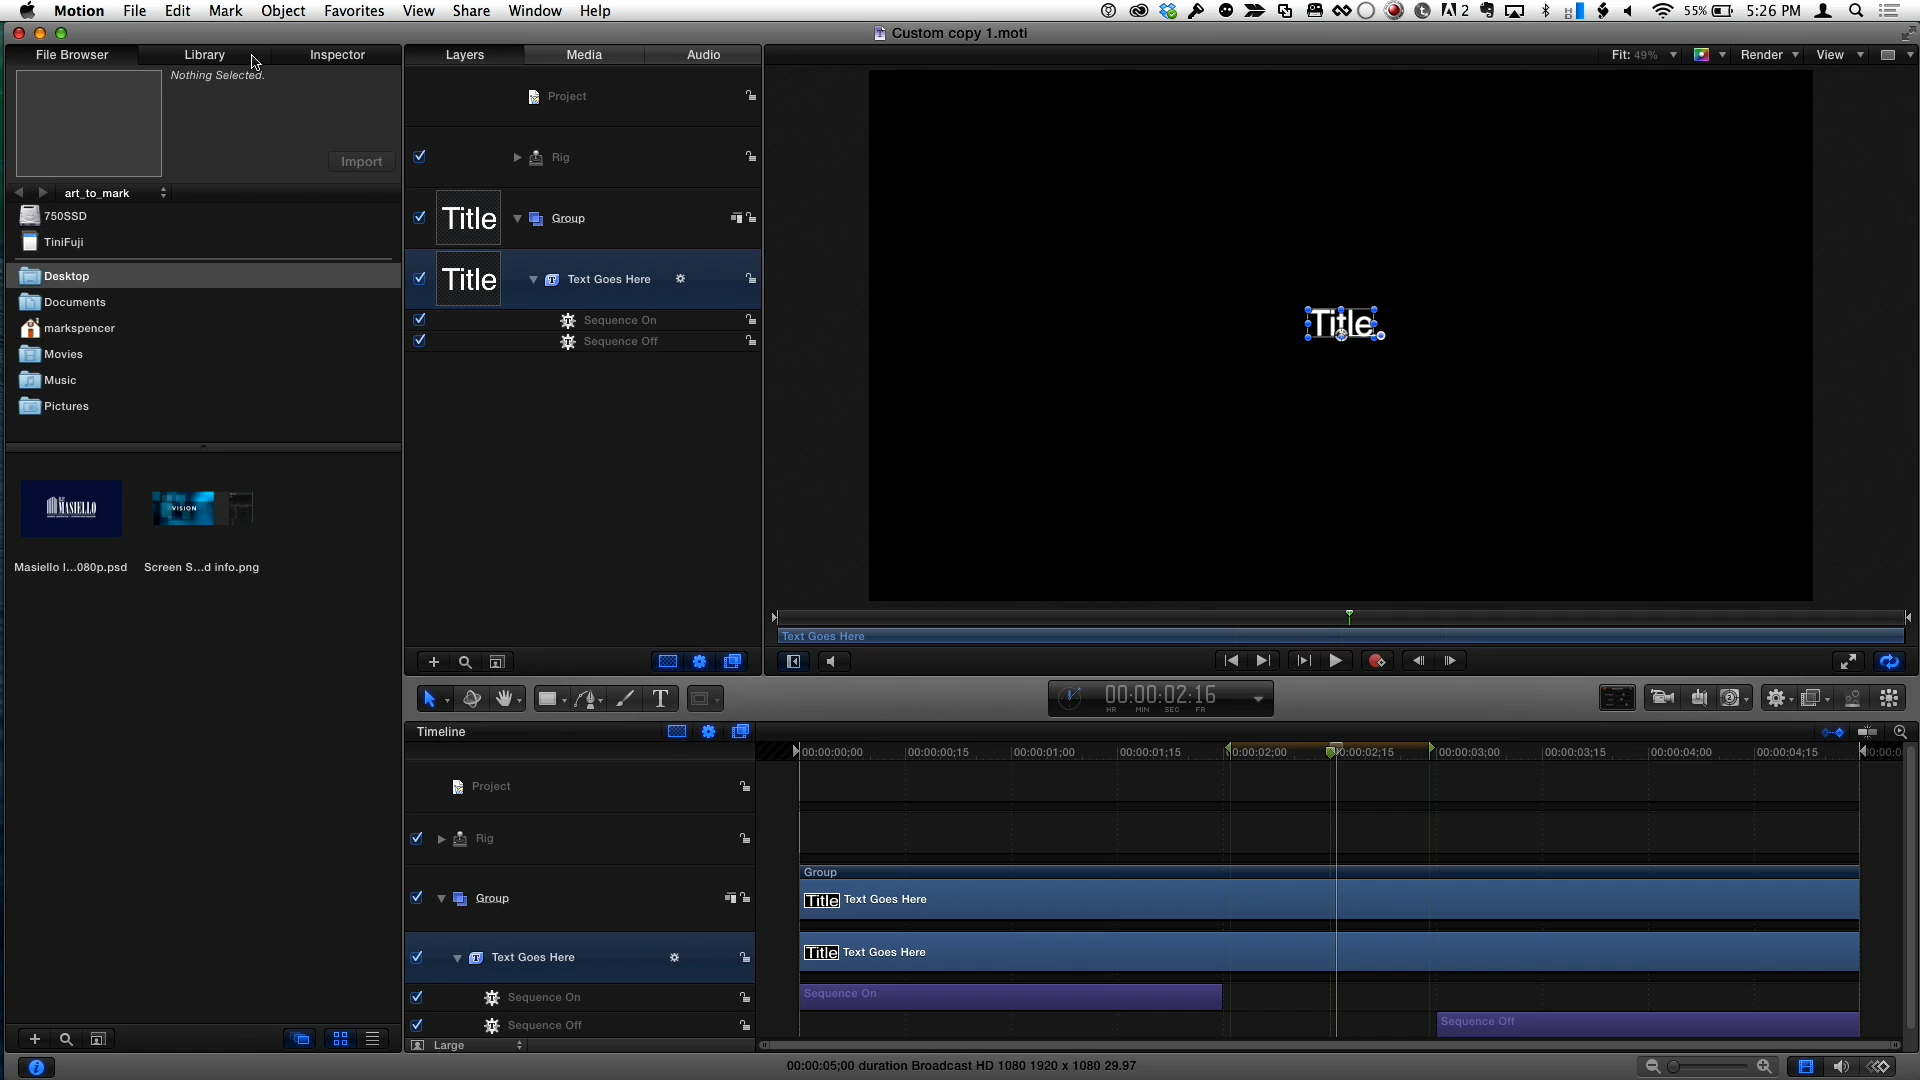 Motion File Edit Mark Object Favorites View Share Window Help
2 55% 5:26 PM
Custom copy 1.moti
File Browser Library Inspector
Layers Media Audio
Fit: 49% Render View
Nothing Selected.
Import
art_to_mark
750SSD
TiniFuji
Desktop
Documents
markspencer
Movies
Music
Pictures
MASIELLO
VISION
Masiello l...080p.psd Screen S...d info.png
Project
Rig
Title Group
Title Text Goes Here
Sequence On
Sequence Off
Title
Text Goes Here
T
00:00:02:16
HR MIN SEC FR
Timeline
00:00:00;00 00:00:00;15 00:00:01;00 00:00:01;15 0:00:02;00 0:00:02;15 00:00:03;00 00:00:03;15 00:00:04;00 00:00:04;15 00:00:0
Project
Rig
Group
Group
Title Text Goes Here
Text Goes Here
Title Text Goes Here
Sequence On
Sequence On
Sequence Off
Sequence Off
Large
00:00:05;00 duration Broadcast HD 1080 1920 x 1080 29.97